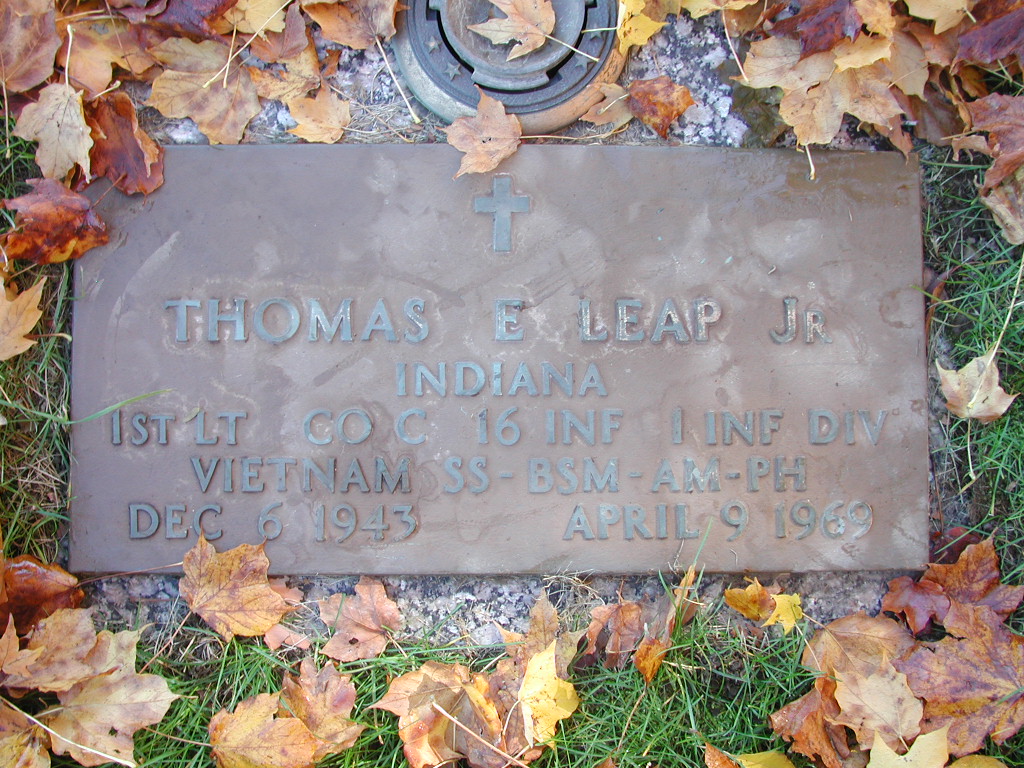 THOMAS E LEAP JR
INDIANA
1ST LT CO C 16 INF 1 INF DIV
VIETNAM SS-BSM-AM-PH
DEC 6 1943 APRIL 9 1969